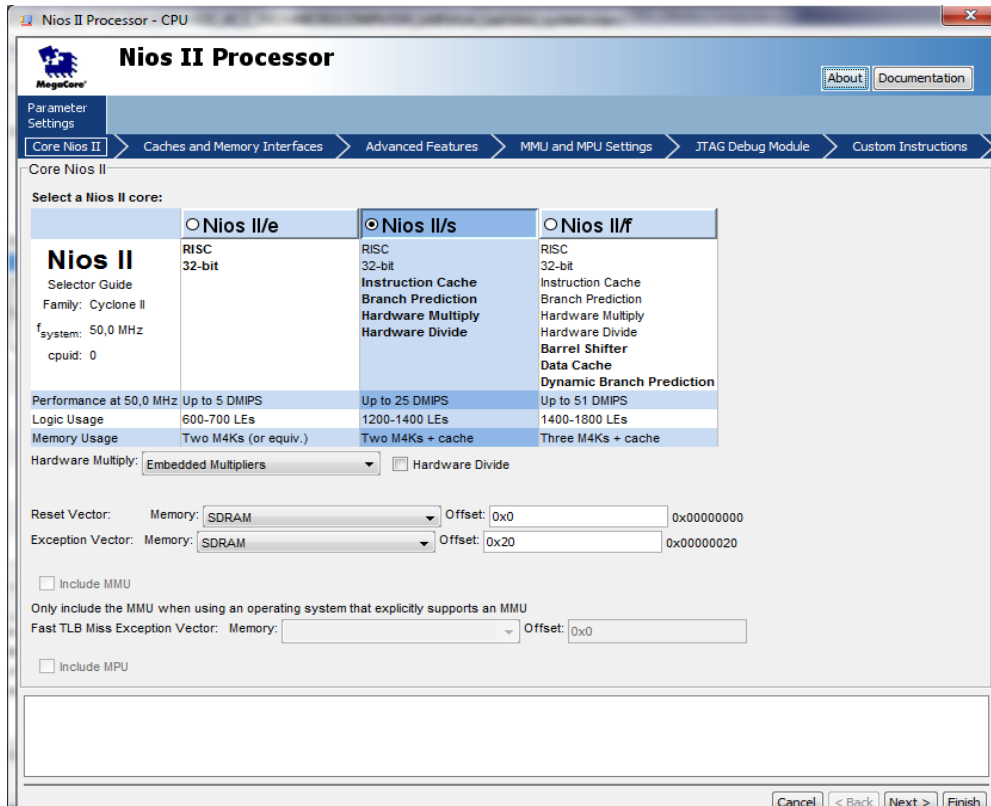 Nios II Processor - CPU
MegaCore®
Nios II Processor
About
Documentation
Parameter
Settings
Core Nios II
Caches and Memory Interfaces
Advanced Features
MMU and MPU Settings
JTAG Debug Module
Custom Instructions
Core Nios II
Select a Nios II core:
Nios II/e
Nios II/s
Nios II/f
Nios II
Selector Guide
Family: Cyclone II
fsystem: 50,0 MHz
cpuid: 0
RISC
32-bit
RISC
32-bit
Instruction Cache
Branch Prediction
Hardware Multiply
Hardware Divide
RISC
32-bit
Instruction Cache
Branch Prediction
Hardware Multiply
Hardware Divide
Barrel Shifter
Data Cache
Dynamic Branch Prediction
Performance at 50,0 MHz Up to 5 DMIPS Up to 25 DMIPS Up to 51 DMIPS
Logic Usage 600-700 LEs 1200-1400 LEs 1400-1800 LEs
Memory Usage Two M4Ks (or equiv.) Two M4Ks + cache Three M4Ks + cache
Hardware Multiply: Embedded Multipliers Hardware Divide
Reset Vector: Memory: SDRAM Offset: 0x0 0x00000000
Exception Vector: Memory: SDRAM Offset: 0x20 0x00000020
Include MMU
Only include the MMU when using an operating system that explicitly supports an MMU
Fast TLB Miss Exception Vector: Memory: Offset: 0x0
Include MPU
Cancel < Back Next > Finish